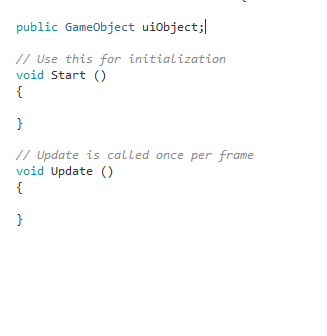 public GameObject uiObject;
// Use this for initialization
void Start ()
{
}
// Update is called once per frame
void Update ()
{
}